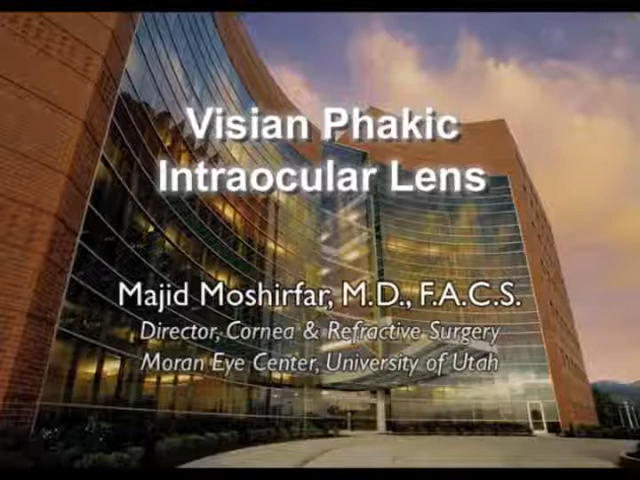 Visian Phakic
Intraocular Lens
Majid Moshirfar, M.D., F.A.C.S.
Director, Cornea & Refractive Surgery
Moran Eye Center, University of Utah